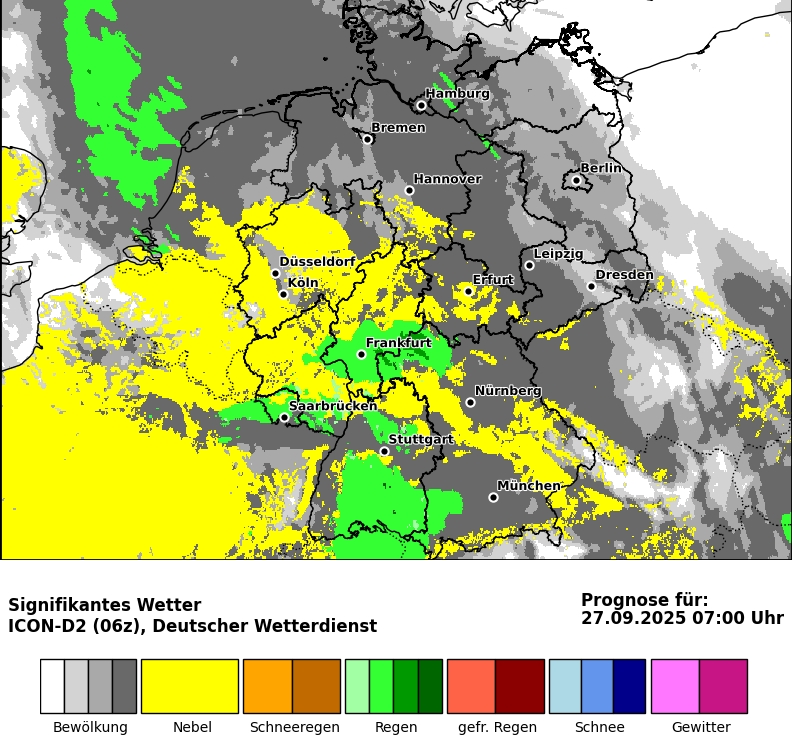 Hamburg
Bremen
Berlin
Hannover
Leipzig
Düsseldorf
Dresden
Erfurt
Köln
Frankfurt
Nürnberg
Saarbrücken
Stuttgart
München
Signifikantes Wetter
ICON-D2 (06z), Deutscher Wetterdienst
Prognose für:
27.09.2025 07:00 Uhr
Bewölkung Nebel Schneeregen Regen gefr. Regen Schnee Gewitter